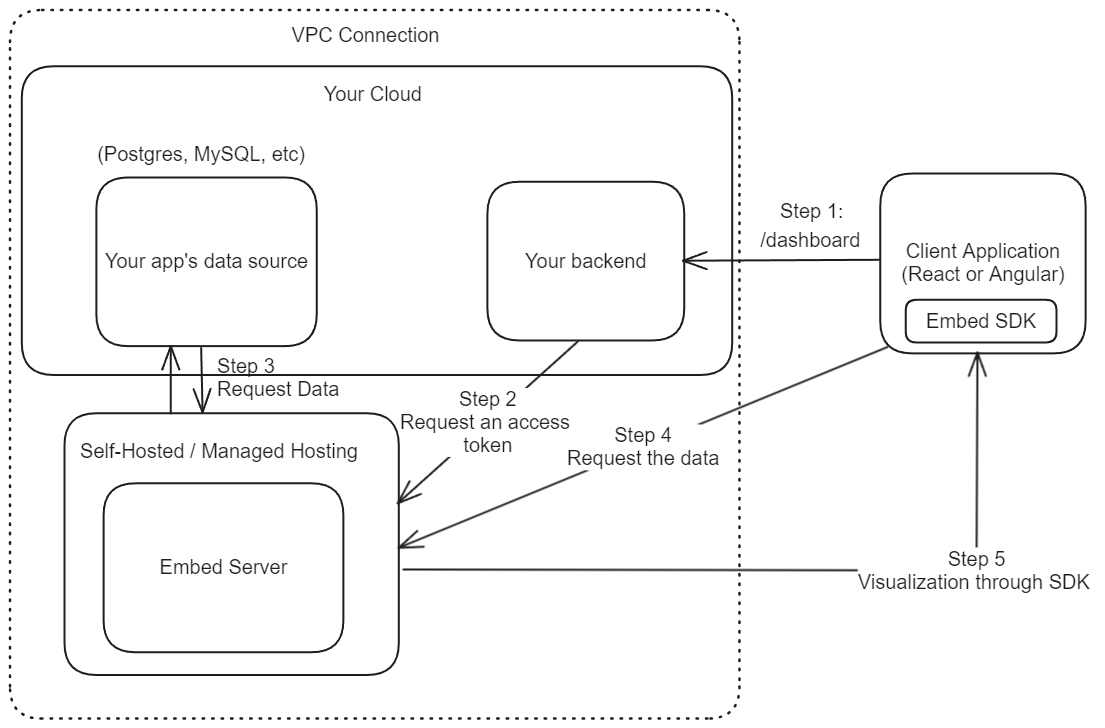 VPC Connection
Your Cloud
(Postgres, MySQL, etc)
Your app's data source
Your backend
Step 1:
/dashboard
Client Application
(React or Angular)
Embed SDK
Step 3
Request Data
Step 2
Request an access
token
Step 4
Request the data
Self-Hosted / Managed Hosting
Embed Server
Step 5
Visualization through SDK